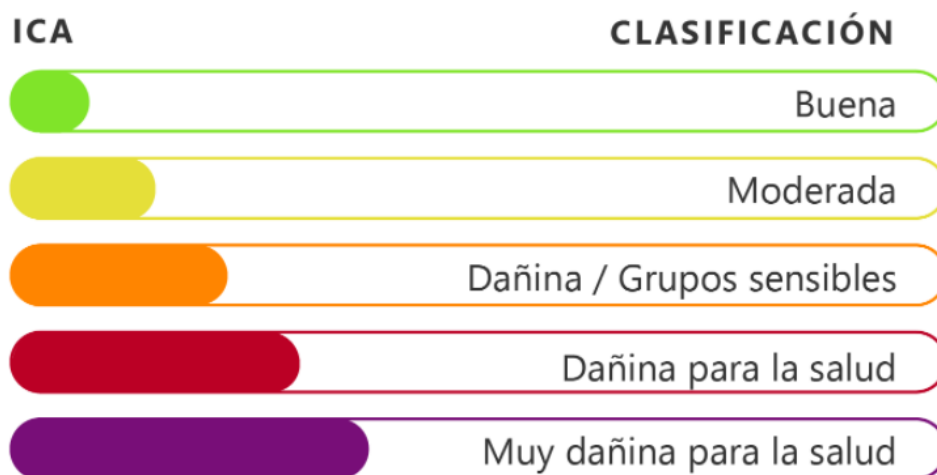 ICA CLASIFICACIÓN
Buena
Moderada
Dañina / Grupos sensibles
Dañina para la salud
Muy dañina para la salud